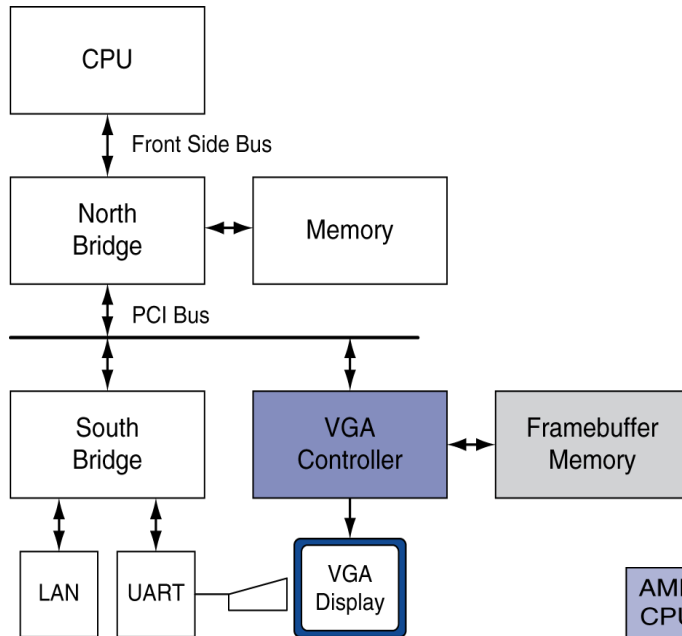 CPU
Front Side Bus
North
Bridge
Memory
PCI Bus
South
Bridge
VGA
Controller
Framebuffer
Memory
LAN
UART
VGA
Display
CPU